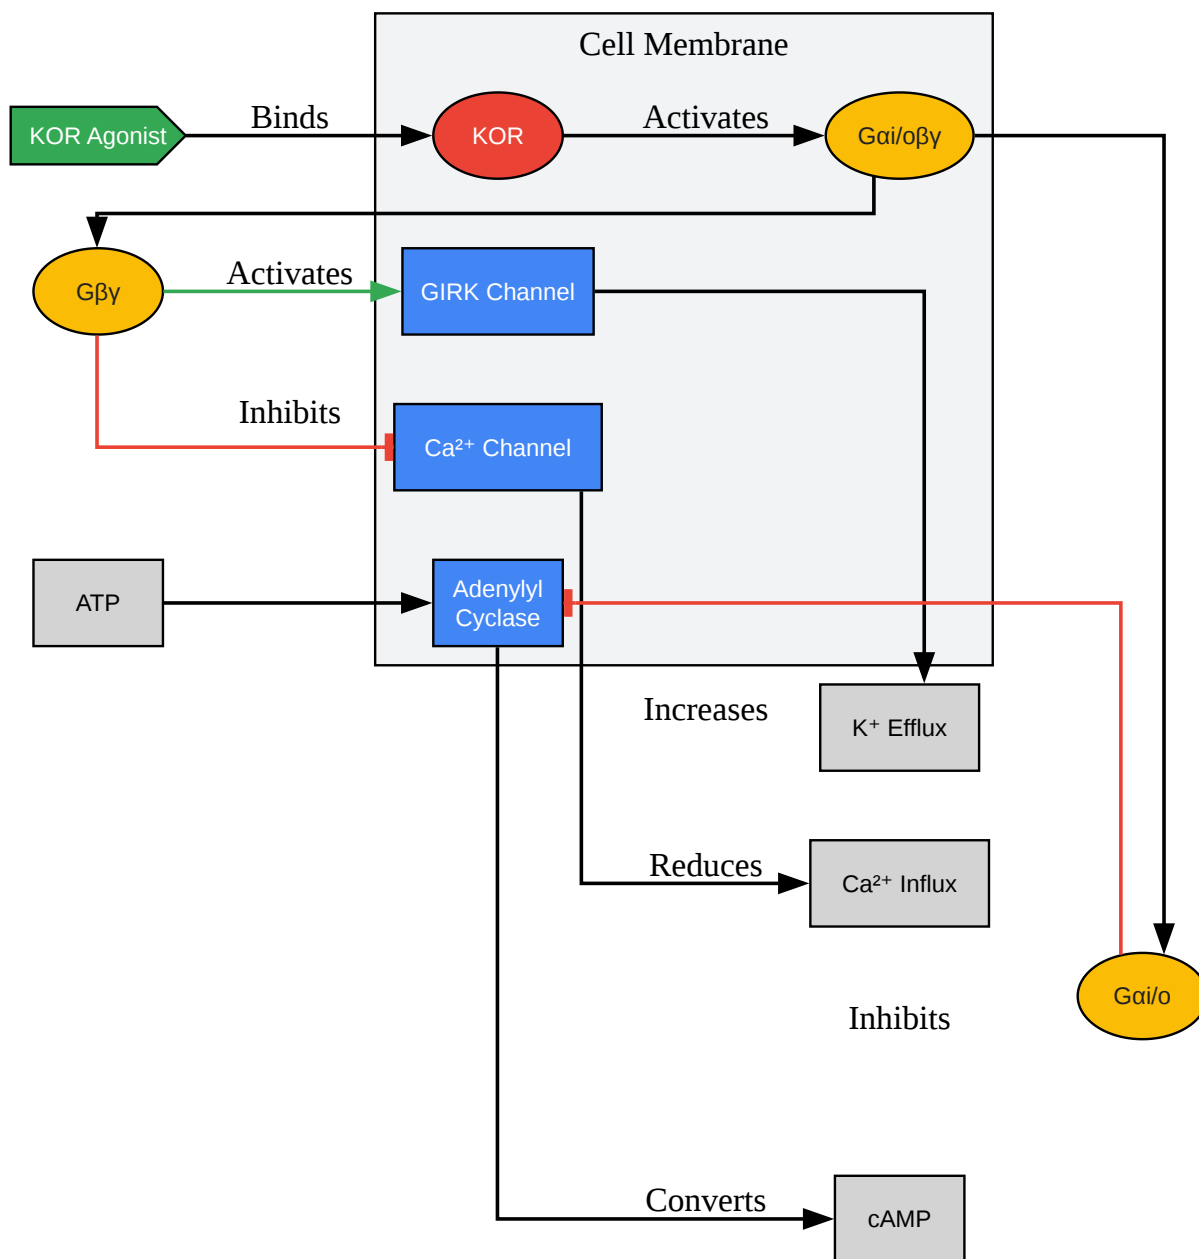 Cell Membrane
KOR Agonist
Binds
KOR
Activates
Gαi/oβγ
Gβγ
Activates
GIRK Channel
Inhibits
Ca²⁺ Channel
ATP
Adenylyl
Cyclase
Increases
K⁺ Efflux
Reduces
Ca²⁺ Influx
Gαi/o
Inhibits
Converts
cAMP